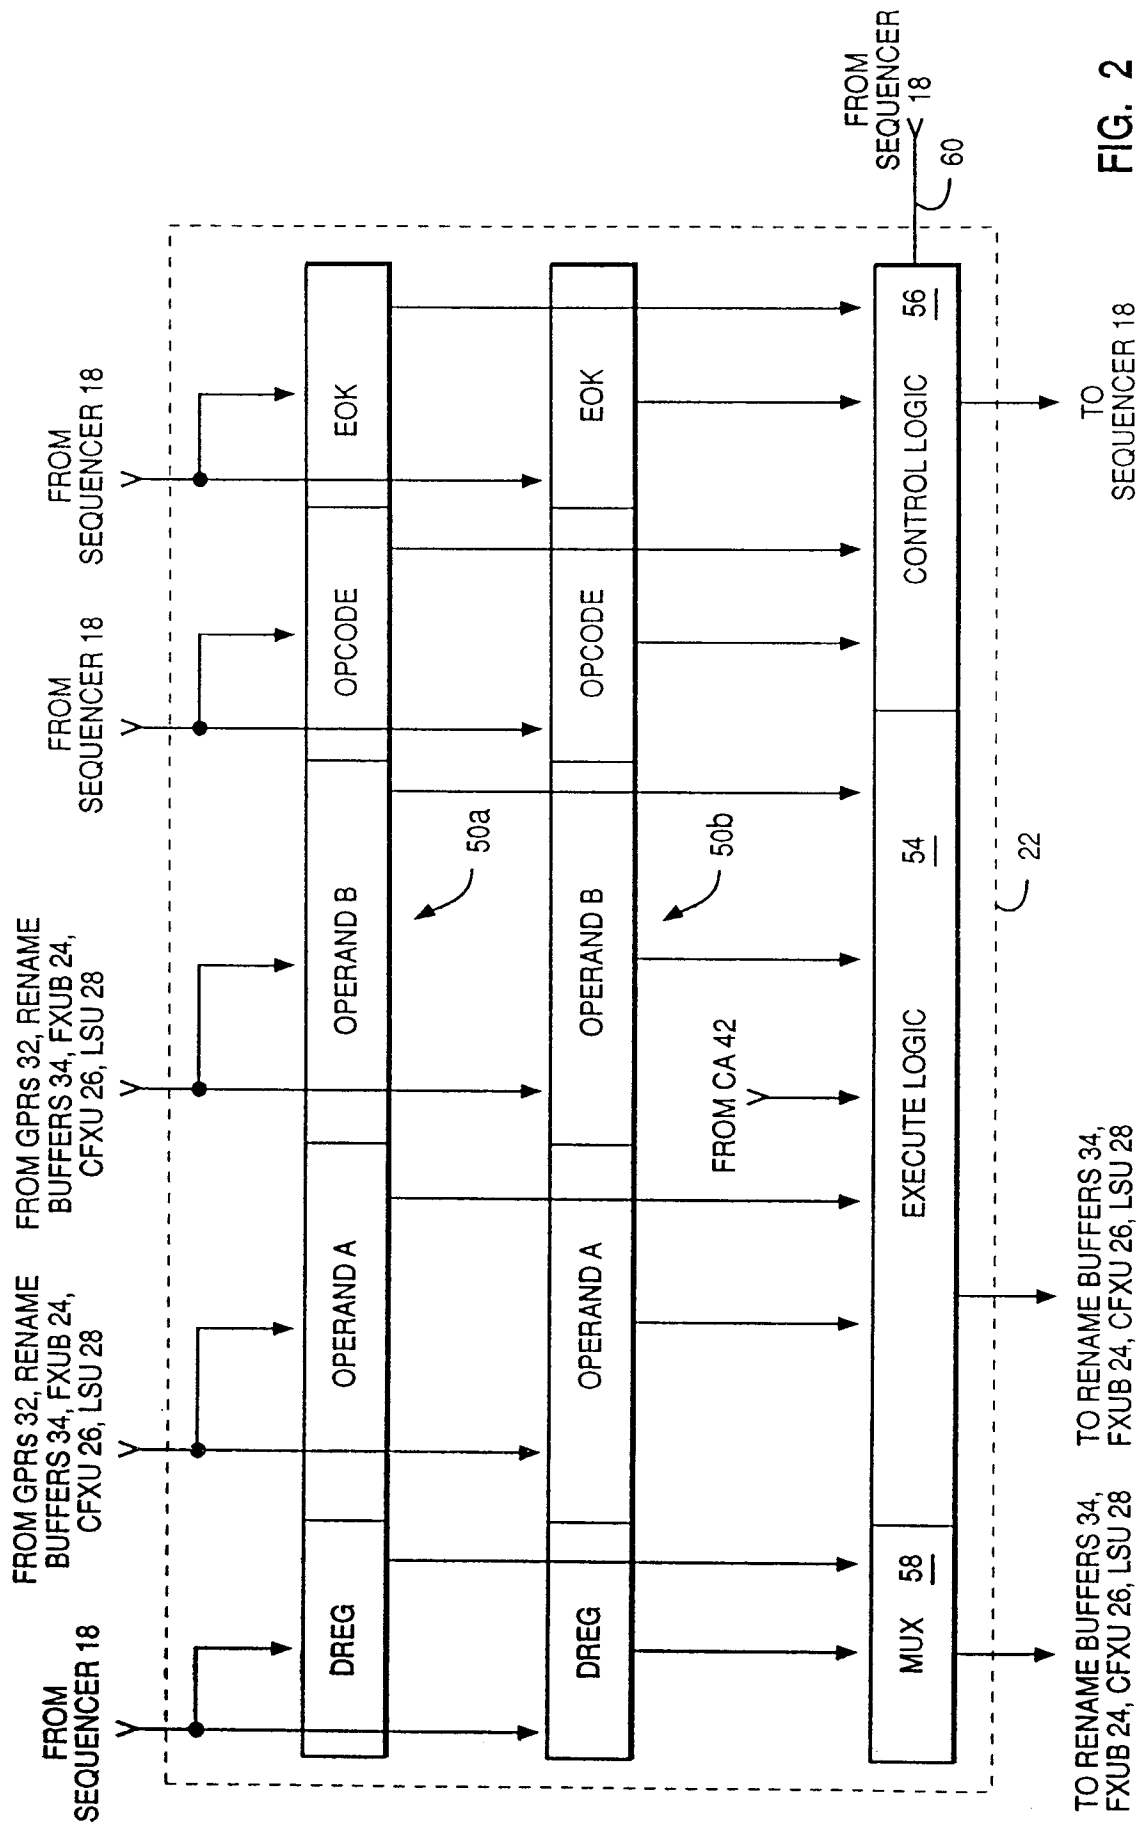 FROM
SEQUENCER 18
FROM GPRs 32, RENAME
BUFFERS 34, FXUB 24,
CFXU 26, LSU 28
FROM GPRs 32, RENAME
BUFFERS 34, FXUB 24,
CFXU 26, LSU 28
FROM
SEQUENCER 18
FROM
SEQUENCER 18
DREG
OPERAND A
OPERAND B
OPCODE
EOK
50a
DREG
OPERAND A
OPERAND B
OPCODE
EOK
50b
FROM CA 42
FROM
SEQUENCER
18
60
MUX 58
EXECUTE LOGIC 54
CONTROL LOGIC 56
22
TO RENAME BUFFERS 34,
FXUB 24, CFXU 26, LSU 28
TO RENAME BUFFERS 34,
FXUB 24, CFXU 26, LSU 28
TO
SEQUENCER 18
FIG. 2